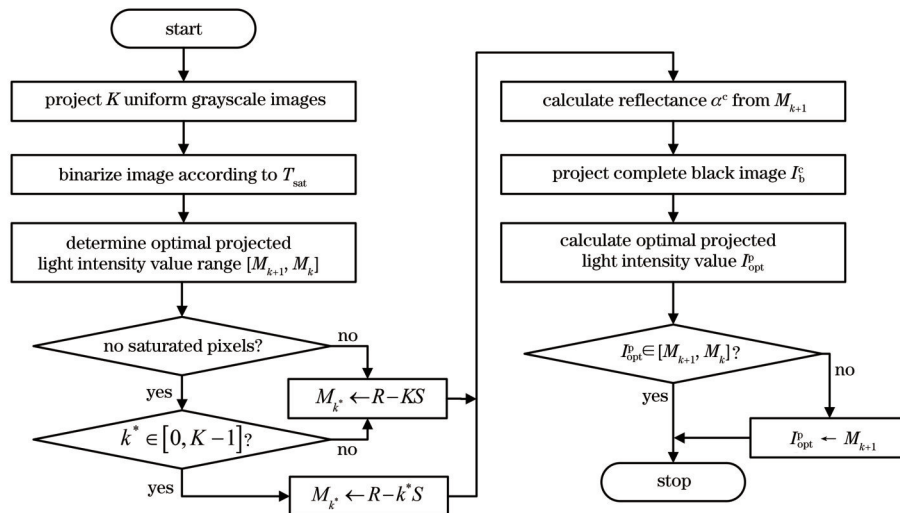 start
project K uniform grayscale images
binarize image according to T_sat
determine optimal projected
light intensity value range [M_{k+1}, M_k]
no saturated pixels?
no
yes
M_{k*} ← R−KS
k* ∈ [0, K−1]?
no
yes
M_{k*} ← R−k*S
calculate reflectance α^c from M_{k+1}
project complete black image I_b^c
calculate optimal projected
light intensity value I_opt^p
I_opt^p ∈ [M_{k+1}, M_k]?
no
yes
I_opt^p ← M_{k+1}
stop